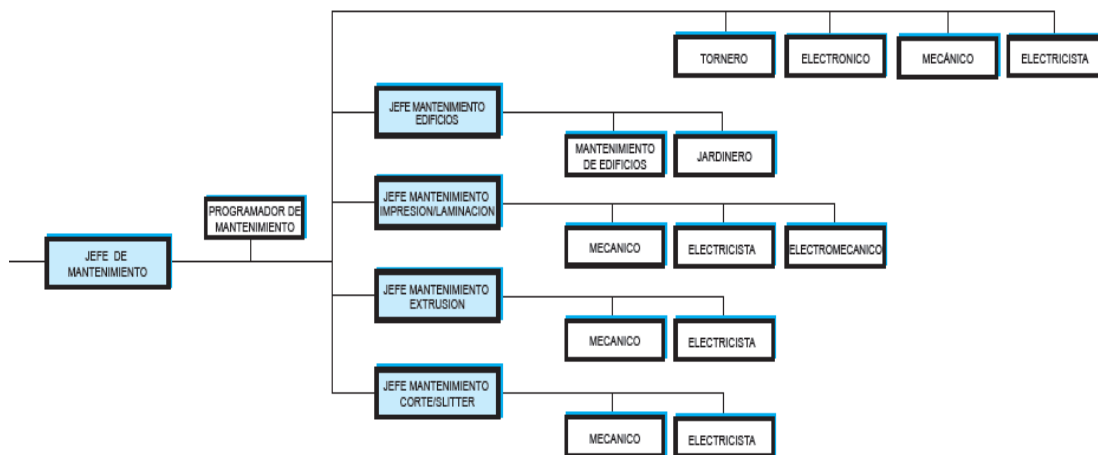 TORNERO
ELECTRONICO
MECÁNICO
ELECTRICISTA
JEFE MANTENIMIENTO
EDIFICIOS
MANTENIMIENTO
DE EDIFICIOS
JARDINERO
PROGRAMADOR DE
MANTENIMIENTO
JEFE MANTENIMIENTO
IMPRESION/LAMINACION
MECANICO
ELECTRICISTA
ELECTROMECANICO
JEFE DE
MANTENIMIENTO
JEFE MANTENIMIENTO
EXTRUSION
MECANICO
ELECTRICISTA
JEFE MANTENIMIENTO
CORTE/SLITTER
MECANICO
ELECTRICISTA